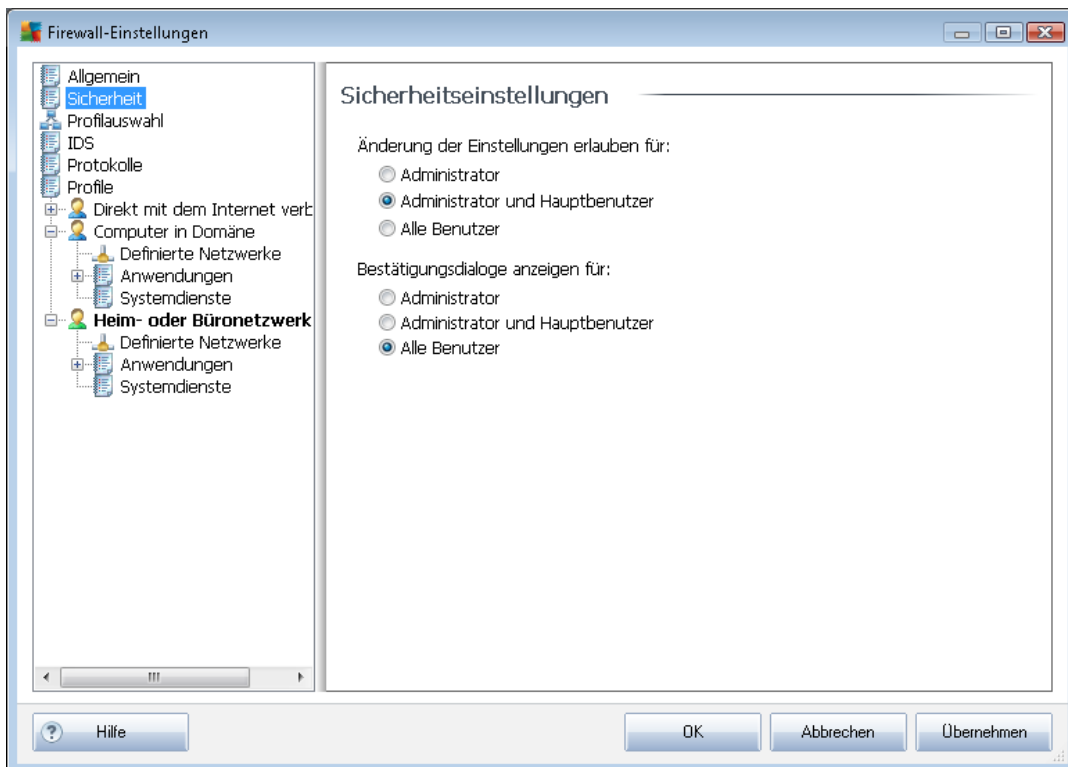 Firewall-Einstellungen
Allgemein
Sicherheit
Profilauswahl
IDS
Protokolle
Profile
Direkt mit dem Internet verb
Computer in Domäne
Definierte Netzwerke
Anwendungen
Systemdienste
Heim- oder Büronetzwerk
Definierte Netzwerke
Anwendungen
Systemdienste
Sicherheitseinstellungen
Änderung der Einstellungen erlauben für:
Administrator
Administrator und Hauptbenutzer
Alle Benutzer
Bestätigungsdialoge anzeigen für:
Administrator
Administrator und Hauptbenutzer
Alle Benutzer
Hilfe
OK
Abbrechen
Übernehmen